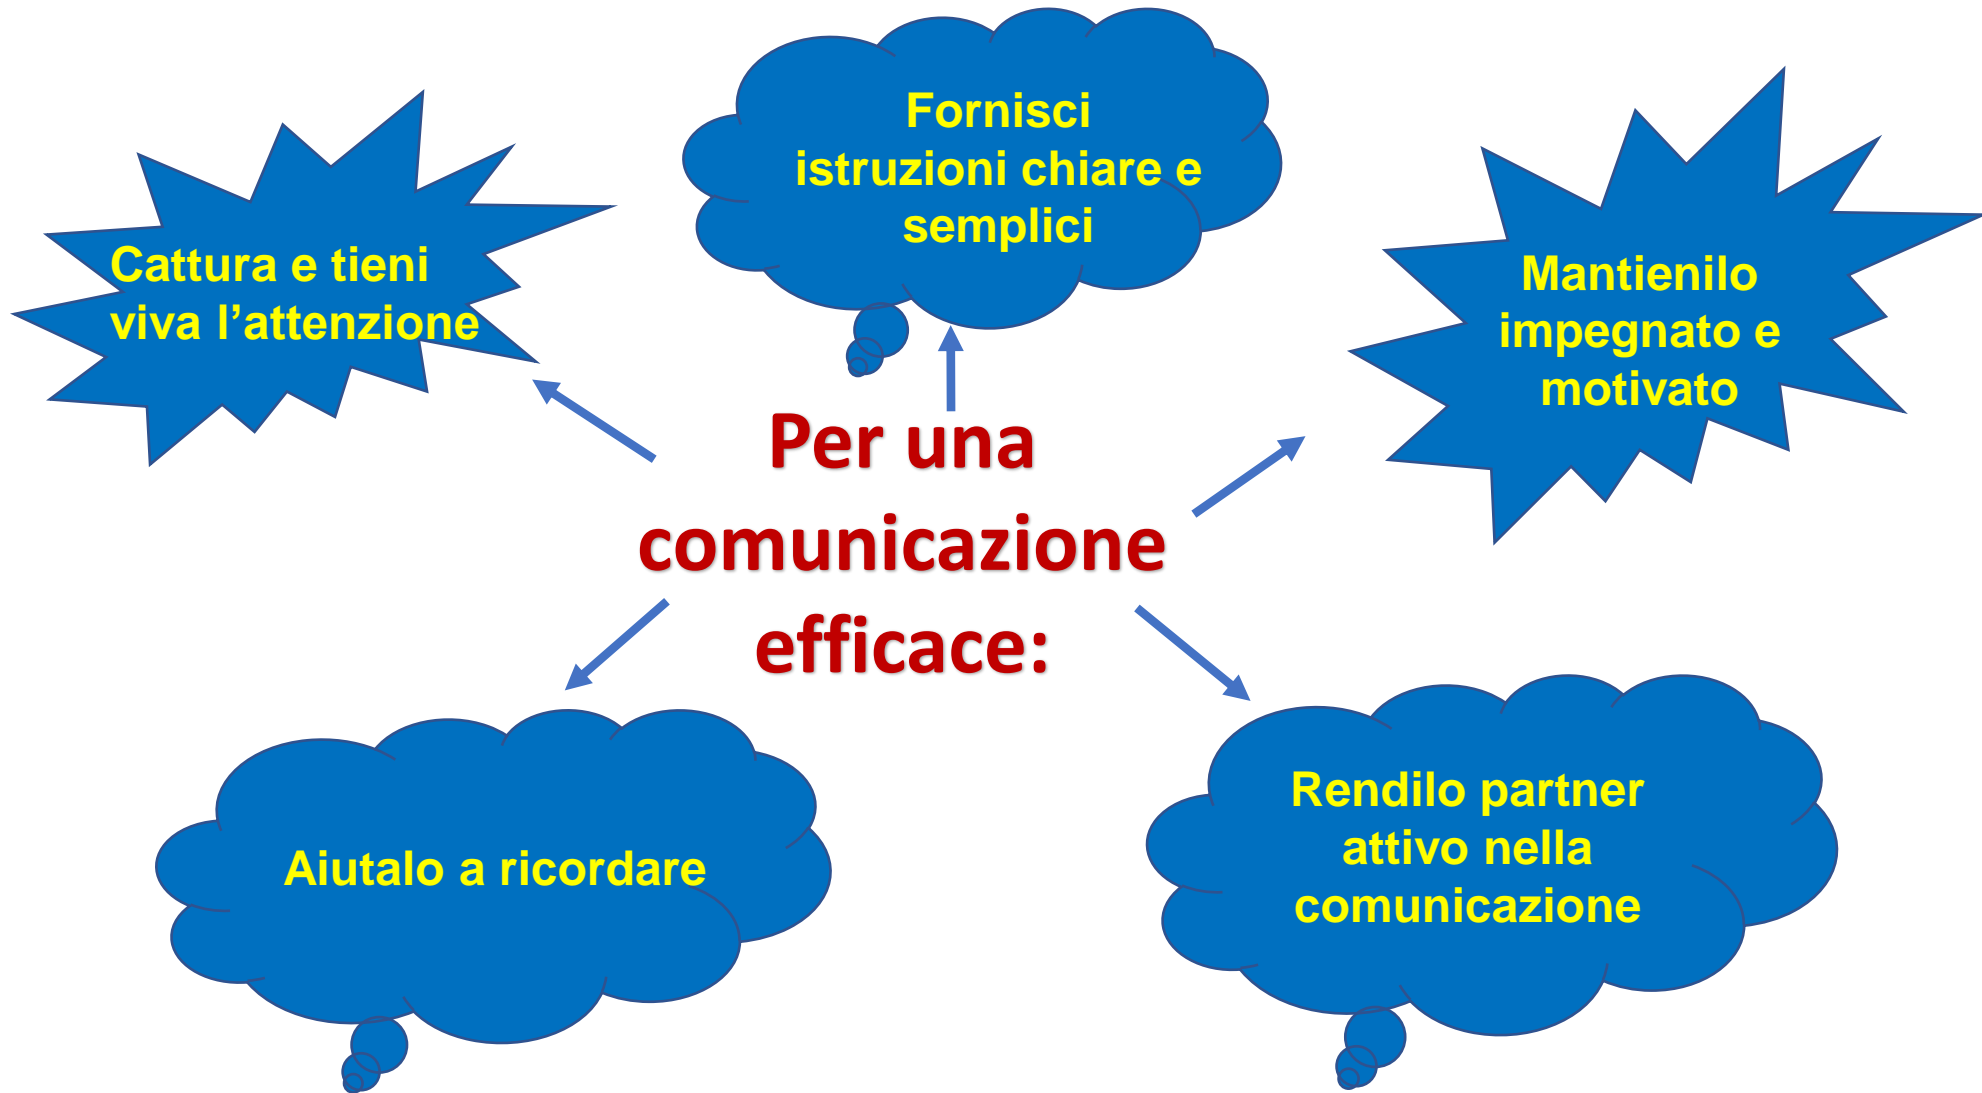 Fornisci
istruzioni chiare e
semplici
Cattura e tieni
viva l’attenzione
Mantienilo
impegnato e
motivato
Per una
comunicazione
efficace:
Aiutalo a ricordare
Rendilo partner
attivo nella
comunicazione